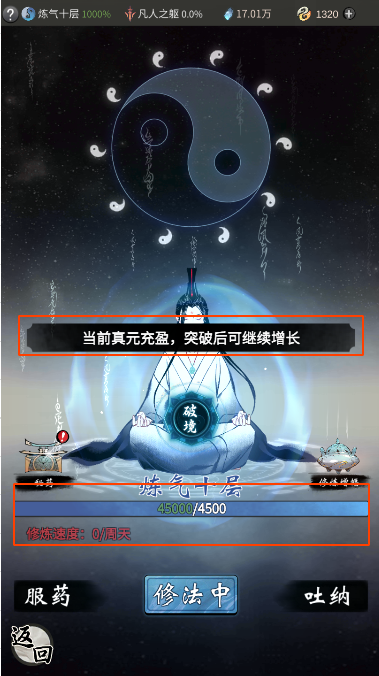 ? 炼气十层 1000% 凡人之躯 0.0% 17.01万 1320 +
当前真元充盈，突破后可继续增长
破境
炼气十层
45000/4500
修炼速度：0/周天
服药 修法中 吐纳
返回